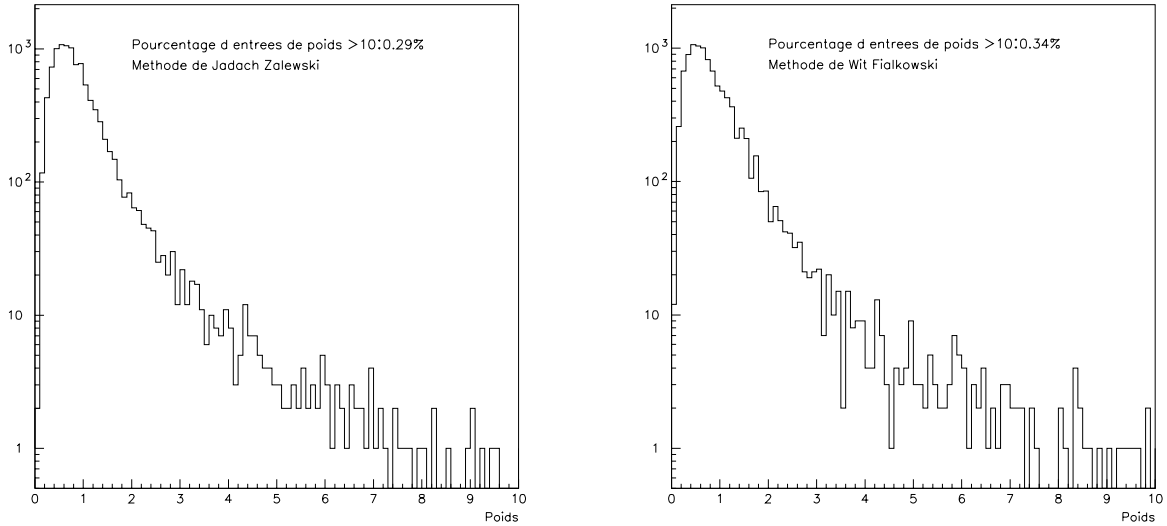 Pourcentage d entrees de poids >10:0.29%
Methode de Jadach Zalewski
10³
10²
10
1
0 1 2 3 4 5 6 7 8 9 10
Poids
Pourcentage d entrees de poids >10:0.34%
Methode de Wit Fialkowski
10³
10²
10
1
0 1 2 3 4 5 6 7 8 9 10
Poids